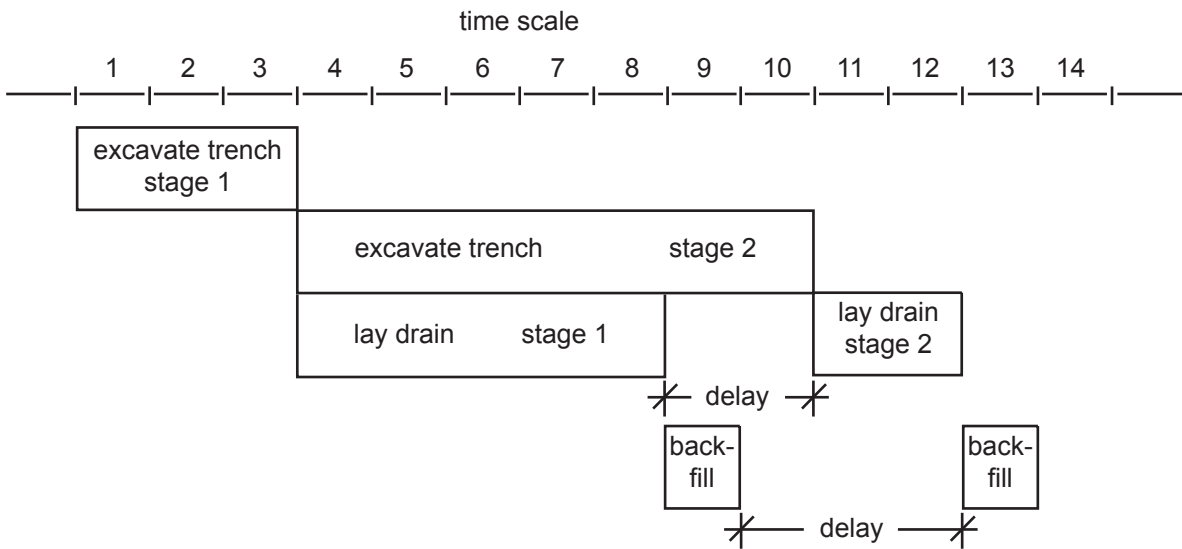 time scale
1 2 3 4 5 6 7 8 9 10 11 12 13 14
excavate trench
stage 1
excavate trench stage 2
lay drain stage 1
lay drain
stage 2
delay
back-
fill
back-
fill
delay